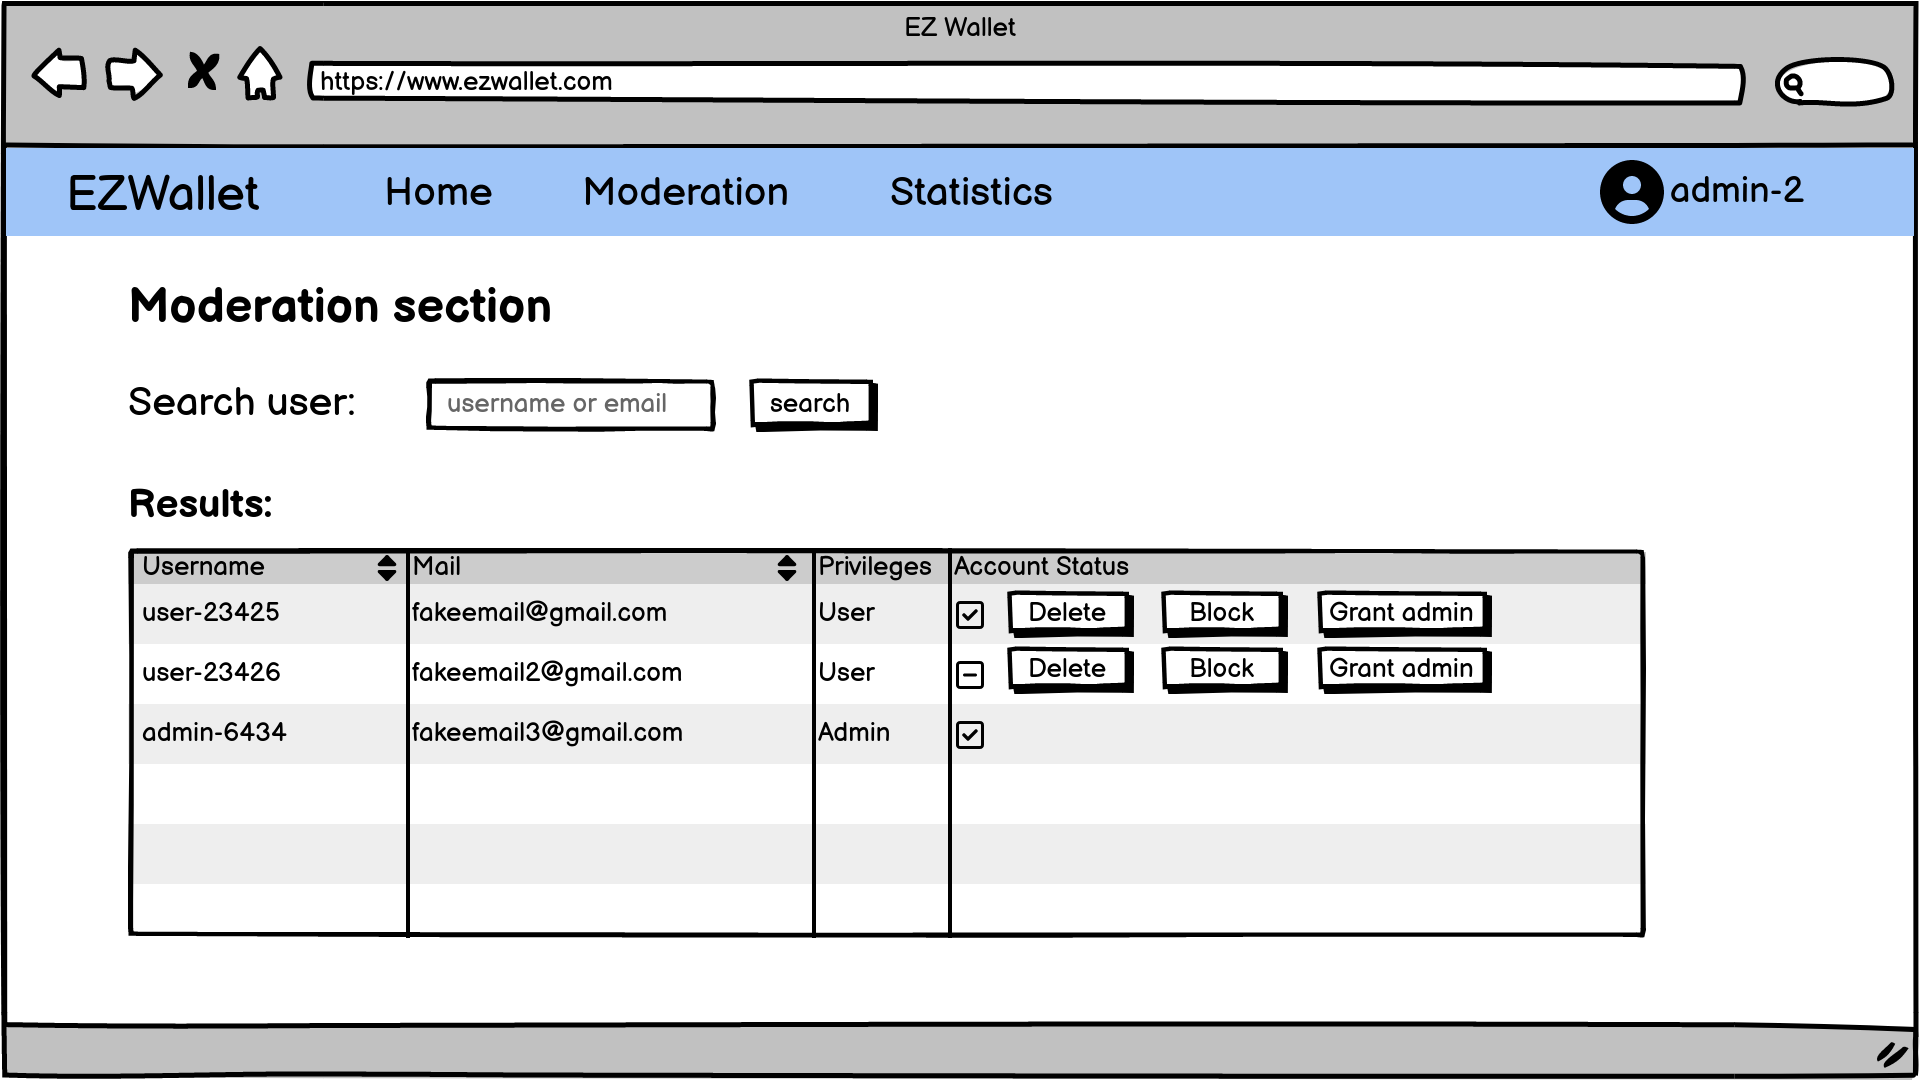 EZ Wallet
https://www.ezwallet.com
EZWallet Home Moderation Statistics admin-2
Moderation section
Search user: username or email search
Results:
Username Mail Privileges Account Status
user-23425 fakeemail@gmail.com User Delete Block Grant admin
user-23426 fakeemail2@gmail.com User Delete Block Grant admin
admin-6434 fakeemail3@gmail.com Admin